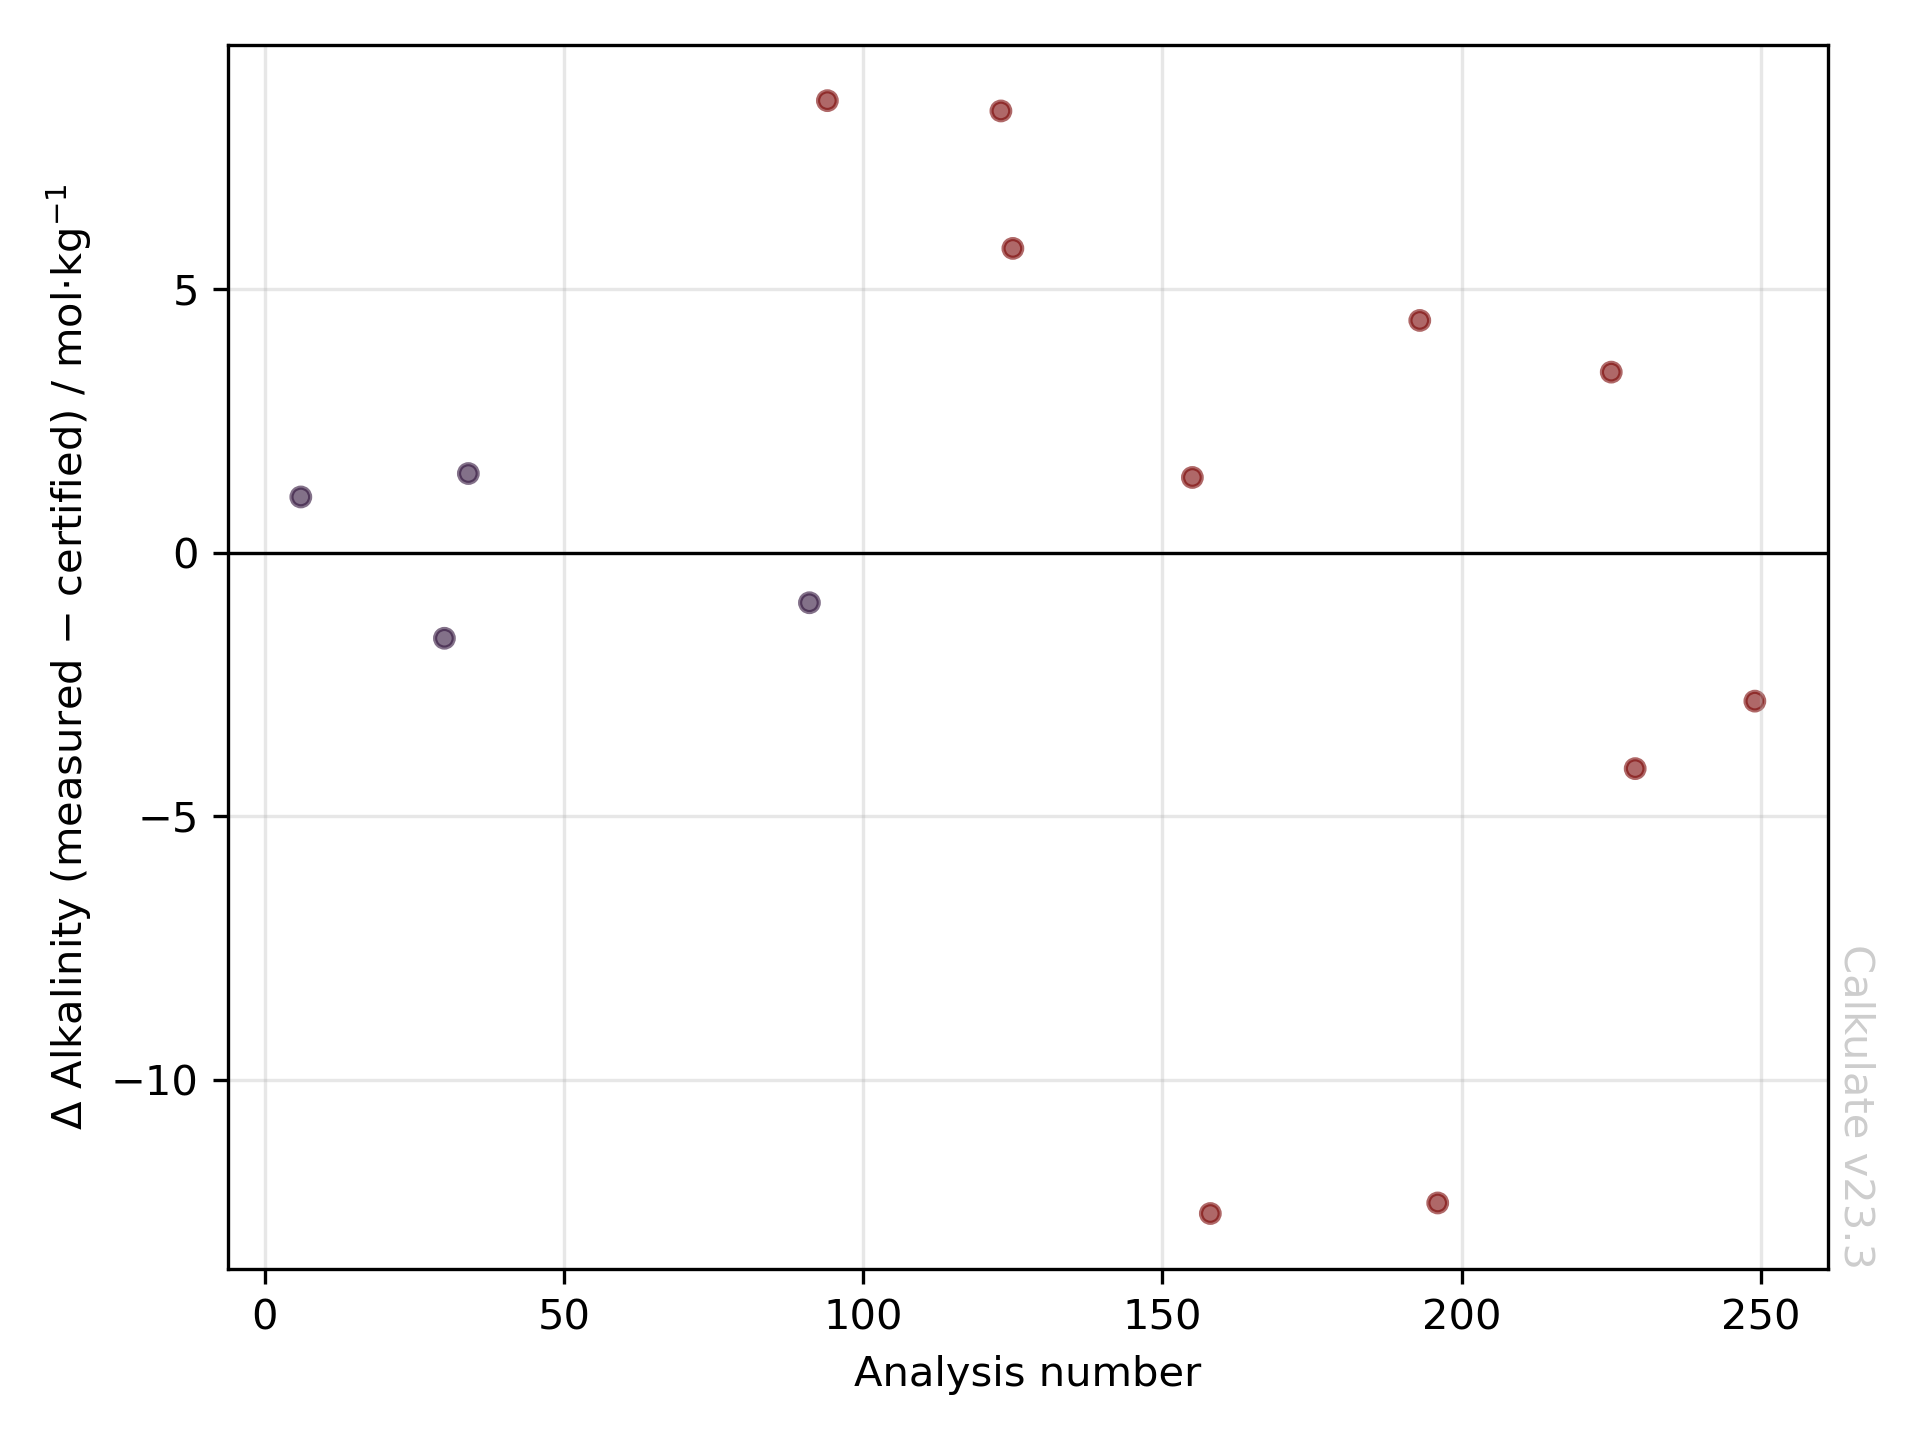 Δ Alkalinity (measured − certified) / mol·kg⁻¹
5
0
−5
−10
0 50 100 150 200 250
Analysis number
Calkulate v23.3